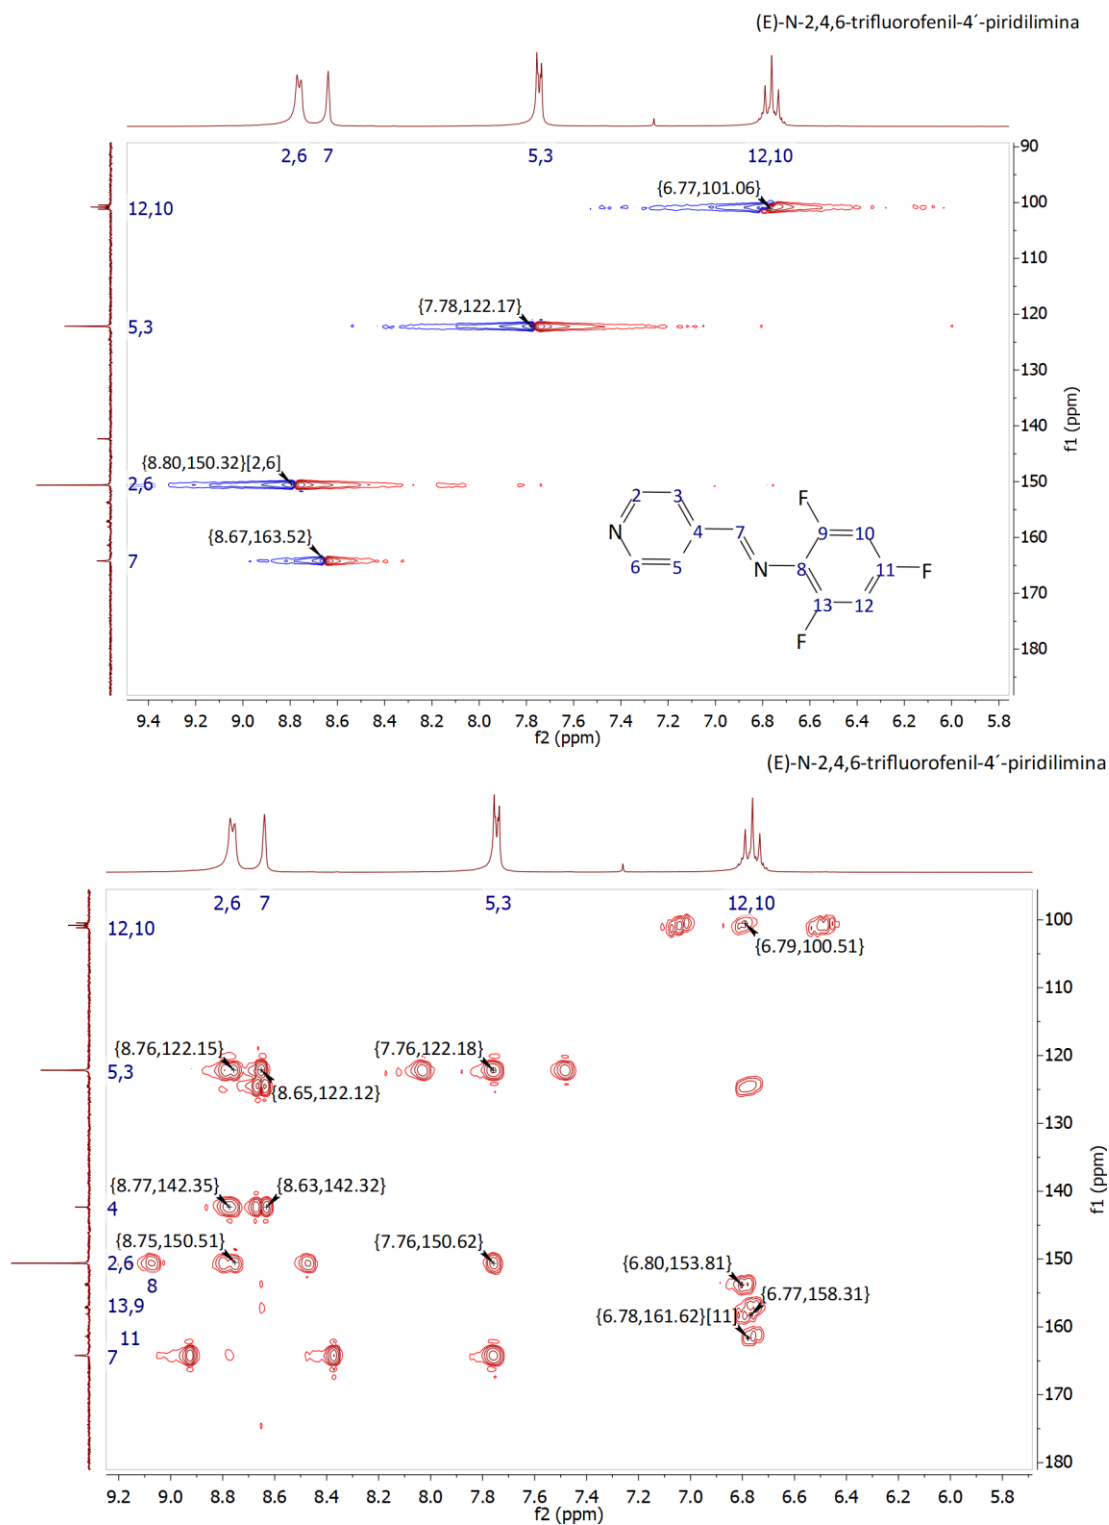 (E)-N-2,4,6-trifluorofenil-4´-piridilimina
2,6 7 5,3 12,10
90
{6.77,101.06}
12,10
100
110
{7.78,122.17}
5,3
120
130
140
{8.80,150.32}[2,6]
2,6
150
{8.67,163.52}
7
160
170
180
f1 (ppm)
2 3 F 10
N 4 7 9
6 5 8 11 F
N 13 12
F
9.4 9.2 9.0 8.8 8.6 8.4 8.2 8.0 7.8 7.6 7.4 7.2 7.0 6.8 6.6 6.4 6.2 6.0 5.8
f2 (ppm)
(E)-N-2,4,6-trifluorofenil-4´-piridilimina
2,6 7 5,3 12,10
12,10
100
{6.79,100.51}
110
{8.76,122.15} {7.76,122.18}
5,3
120
{8.65,122.12}
130
{8.77,142.35} {8.63,142.32}
140
4
{8.75,150.51} {7.76,150.62}
2,6
150
{6.80,153.81}
8
{6.77,158.31}
13,9
{6.78,161.62}[11]
11
160
7
170
180
f1 (ppm)
9.2 9.0 8.8 8.6 8.4 8.2 8.0 7.8 7.6 7.4 7.2 7.0 6.8 6.6 6.4 6.2 6.0 5.8
f2 (ppm)